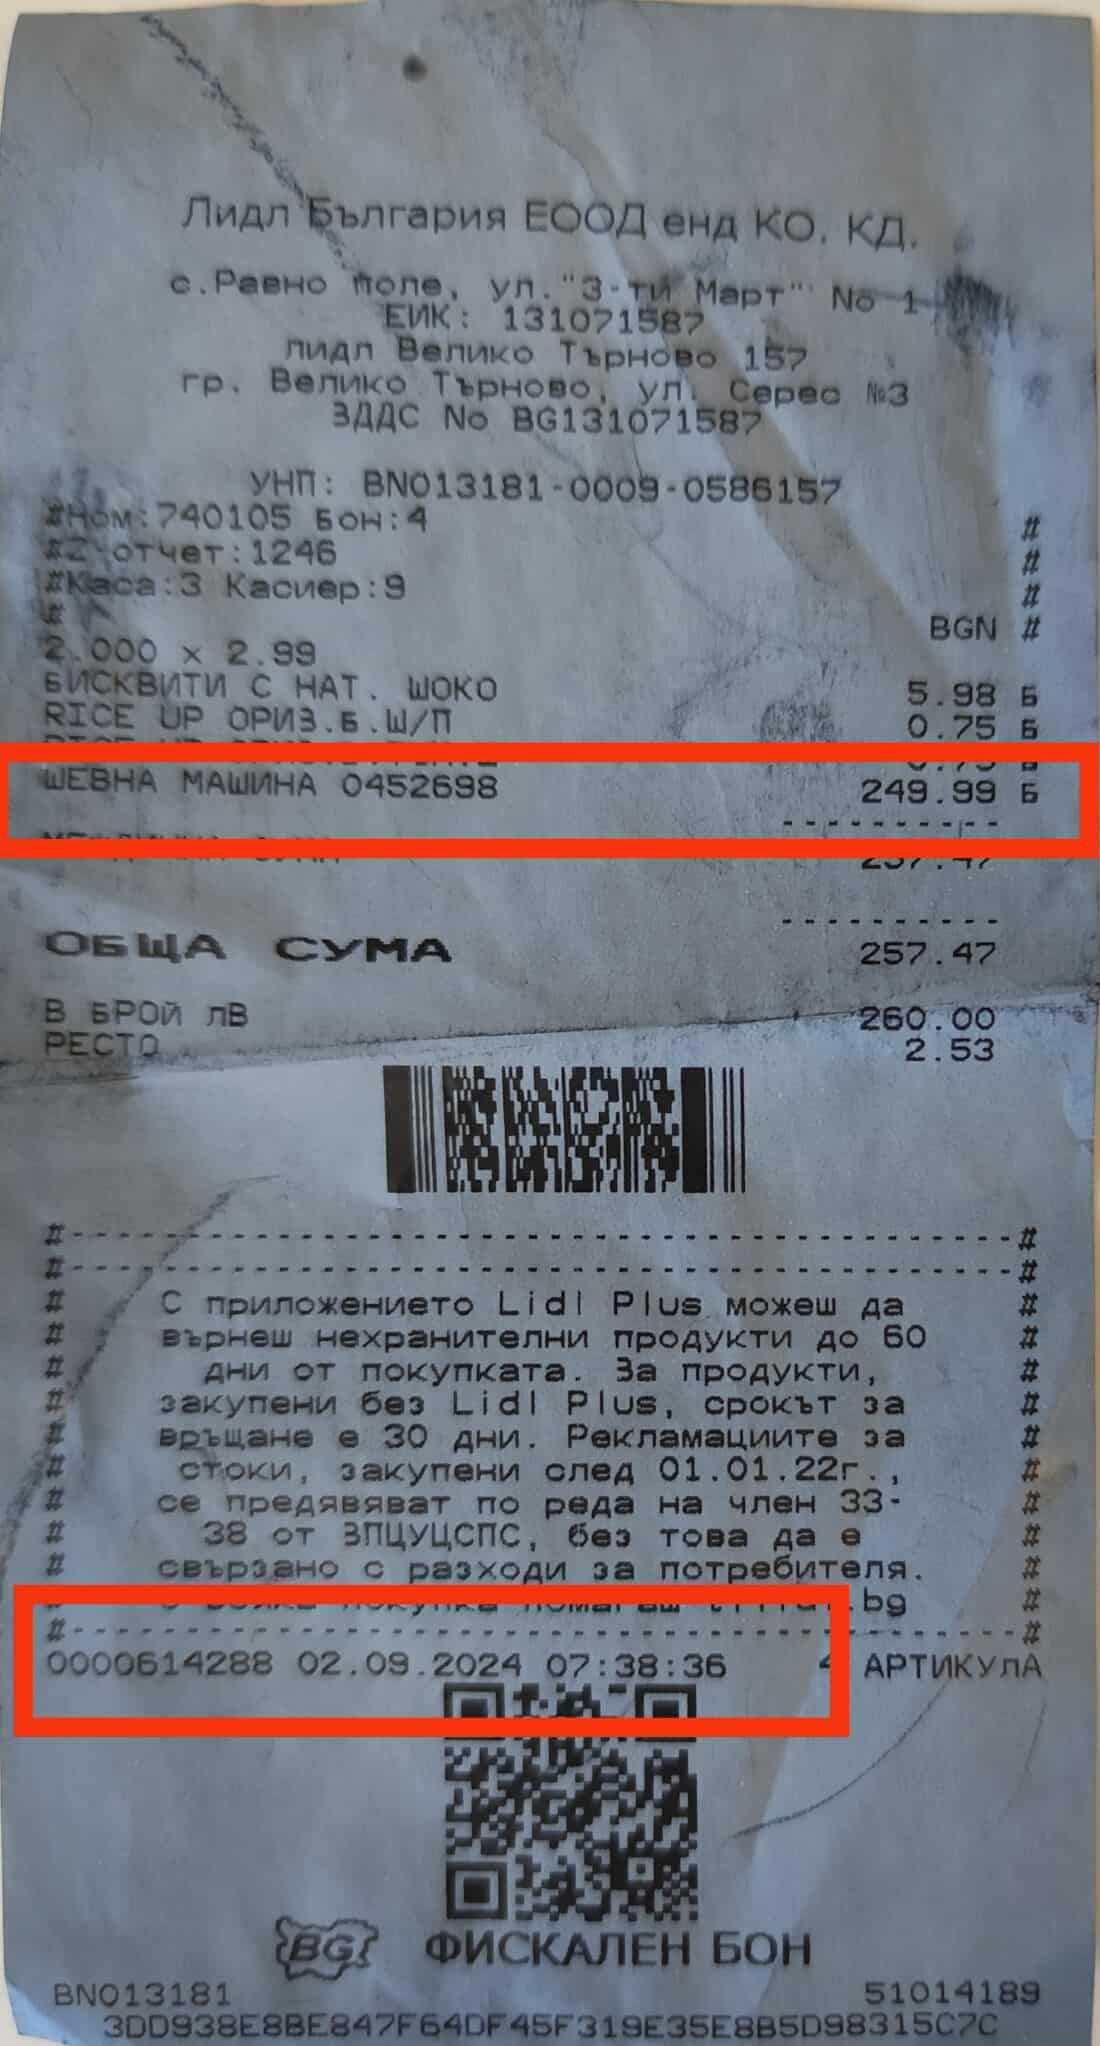 Лидл България ЕООД енд КО. КД.
с.Равно поле, ул."3-ти Март" No 1
ЕИК: 131071587
лидл Велико Търново 157
гр. Велико Търново, ул. Серес №3
ЗДДС No BG131071587
УНП: BN013181-0009-0586157
#Ном:740105 Бон:4 #
#Z-отчет:1246 #
#Каса:3 Касиер:9 #
# BGN #
2.000 x 2.99
БИСКВИТИ С НАТ. ШОКО 5.98 Б
RICE UP ОРИЗ.Б.Ш/П 0.75 Б
ШЕВНА МАШИНА 0452698 249.99 Б
----------
257.47
----------
ОБЩА СУМА 257.47
В БРОЙ лВ 260.00
РЕСТО 2.53
#-----------------------------------------#
#-----------------------------------------#
# С приложението Lidl Plus можеш да #
# върнеш нехранителни продукти до 60 #
# дни от покупката. За продукти, #
# закупени без Lidl Plus, срокът за #
# връщане е 30 дни. Рекламациите за #
# стоки, закупени след 01.01.22г., #
# се предявяват по реда на член 33- #
# 38 от ЗПЦУЦСПС, без това да е #
# свързано с разходи за потребителя. #
.bg #
#-----------------------------------------#
0000614288 02.09.2024 07:38:36 4 АРТИКУлА
BG ФИСКАЛЕН БОН
BN013181 51014189
3DD938E8BE847F64DF45F319E35E8B5D98315C7C